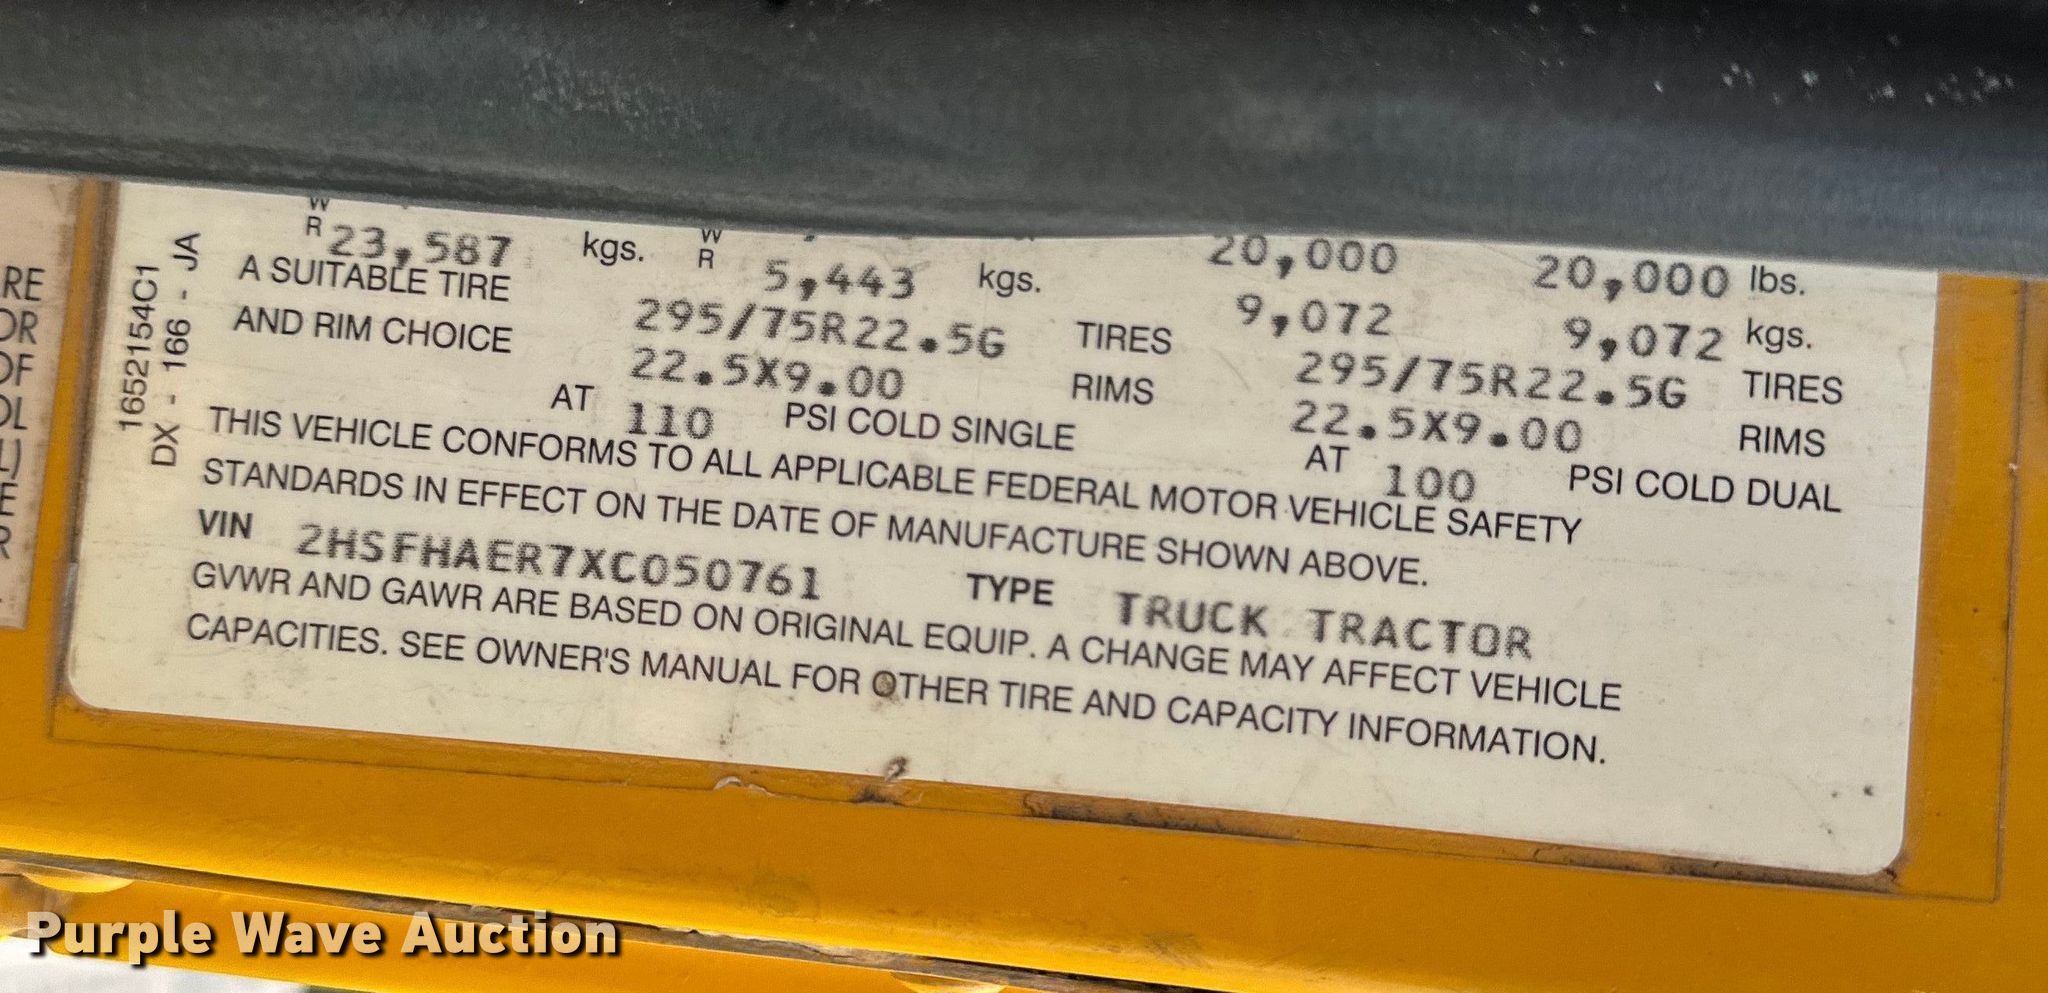 RE
OR
OF
OL
L)
E
R
1652154C1
DX - 166 - JA
W W
R 23,587 kgs. R 5,443 kgs. 20,000 20,000 lbs.
A SUITABLE TIRE 295/75R22.5G TIRES 9,072 9,072 kgs.
AND RIM CHOICE 22.5X9.00 RIMS 295/75R22.5G TIRES
AT 110 PSI COLD SINGLE 22.5X9.00 RIMS
AT 100 PSI COLD DUAL
THIS VEHICLE CONFORMS TO ALL APPLICABLE FEDERAL MOTOR VEHICLE SAFETY
STANDARDS IN EFFECT ON THE DATE OF MANUFACTURE SHOWN ABOVE.
VIN 2HSFHAER7XC050761 TYPE TRUCK TRACTOR
GVWR AND GAWR ARE BASED ON ORIGINAL EQUIP. A CHANGE MAY AFFECT VEHICLE
CAPACITIES. SEE OWNER'S MANUAL FOR OTHER TIRE AND CAPACITY INFORMATION.
Purple Wave Auction